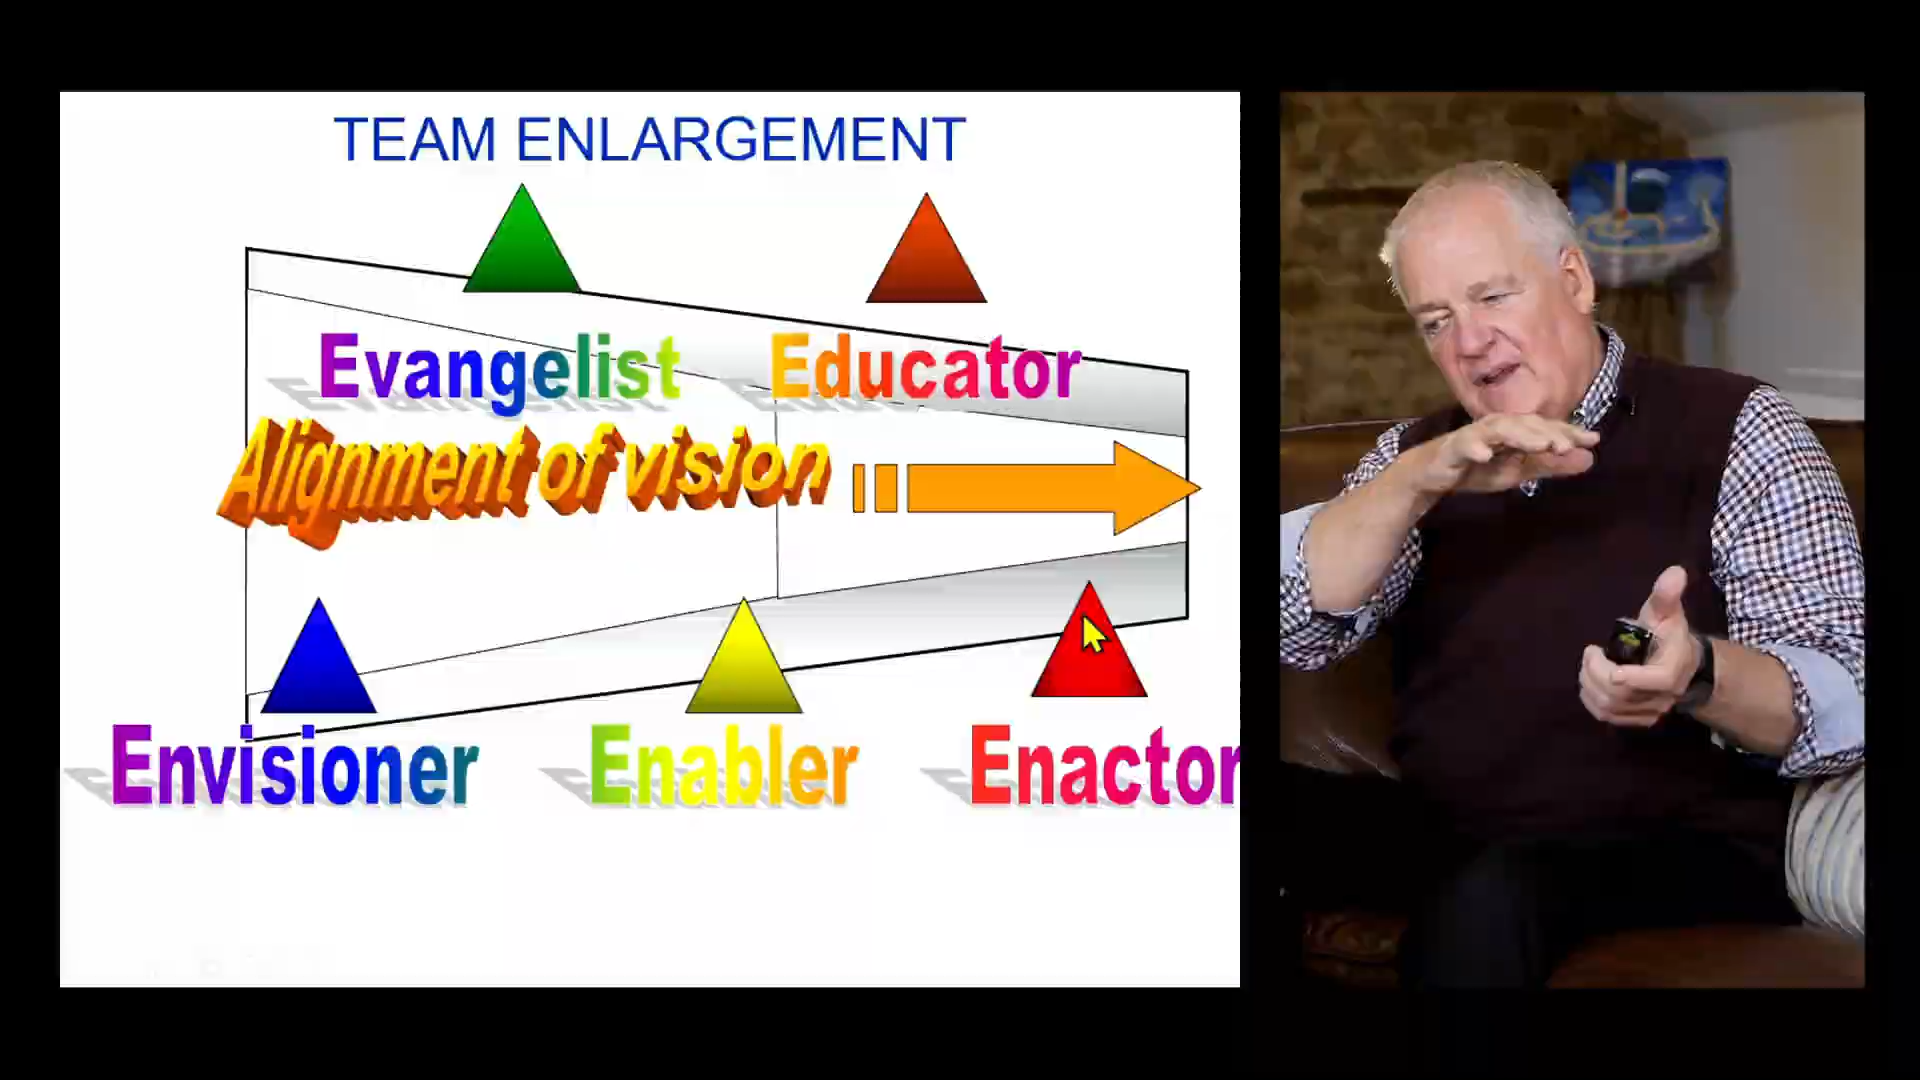 TEAM ENLARGEMENT
Evangelist
Educator
Alignment of vision
Envisioner
Enabler
Enactor